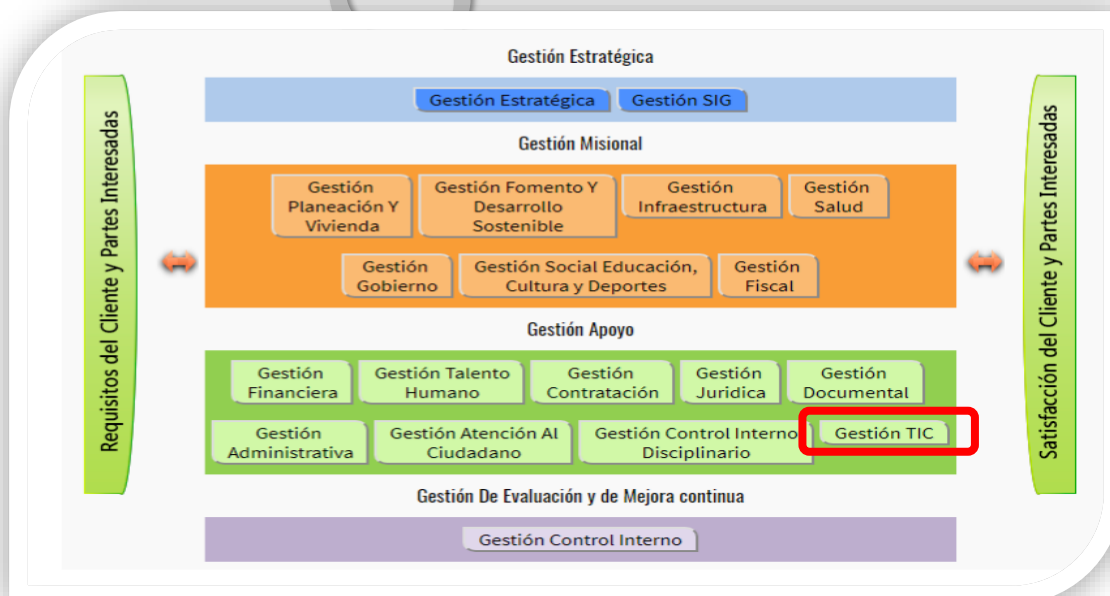 Gestión Estratégica
Gestión Estratégica
Gestión SIG
Gestión Misional
Gestión
Planeación Y
Vivienda
Gestión Fomento Y
Desarrollo
Sostenible
Gestión
Infraestructura
Gestión
Salud
Gestión
Gobierno
Gestión Social Educación,
Cultura y Deportes
Gestión
Fiscal
Gestión Apoyo
Gestión
Financiera
Gestión Talento
Humano
Gestión
Contratación
Gestión
Juridica
Gestión
Documental
Gestión
Administrativa
Gestión Atención Al
Ciudadano
Gestión Control Interno
Disciplinario
Gestión TIC
Gestión De Evaluación y de Mejora continua
Gestión Control Interno
Requisitos del Cliente y Partes Interesadas
Satisfacción del Cliente y Partes Interesadas